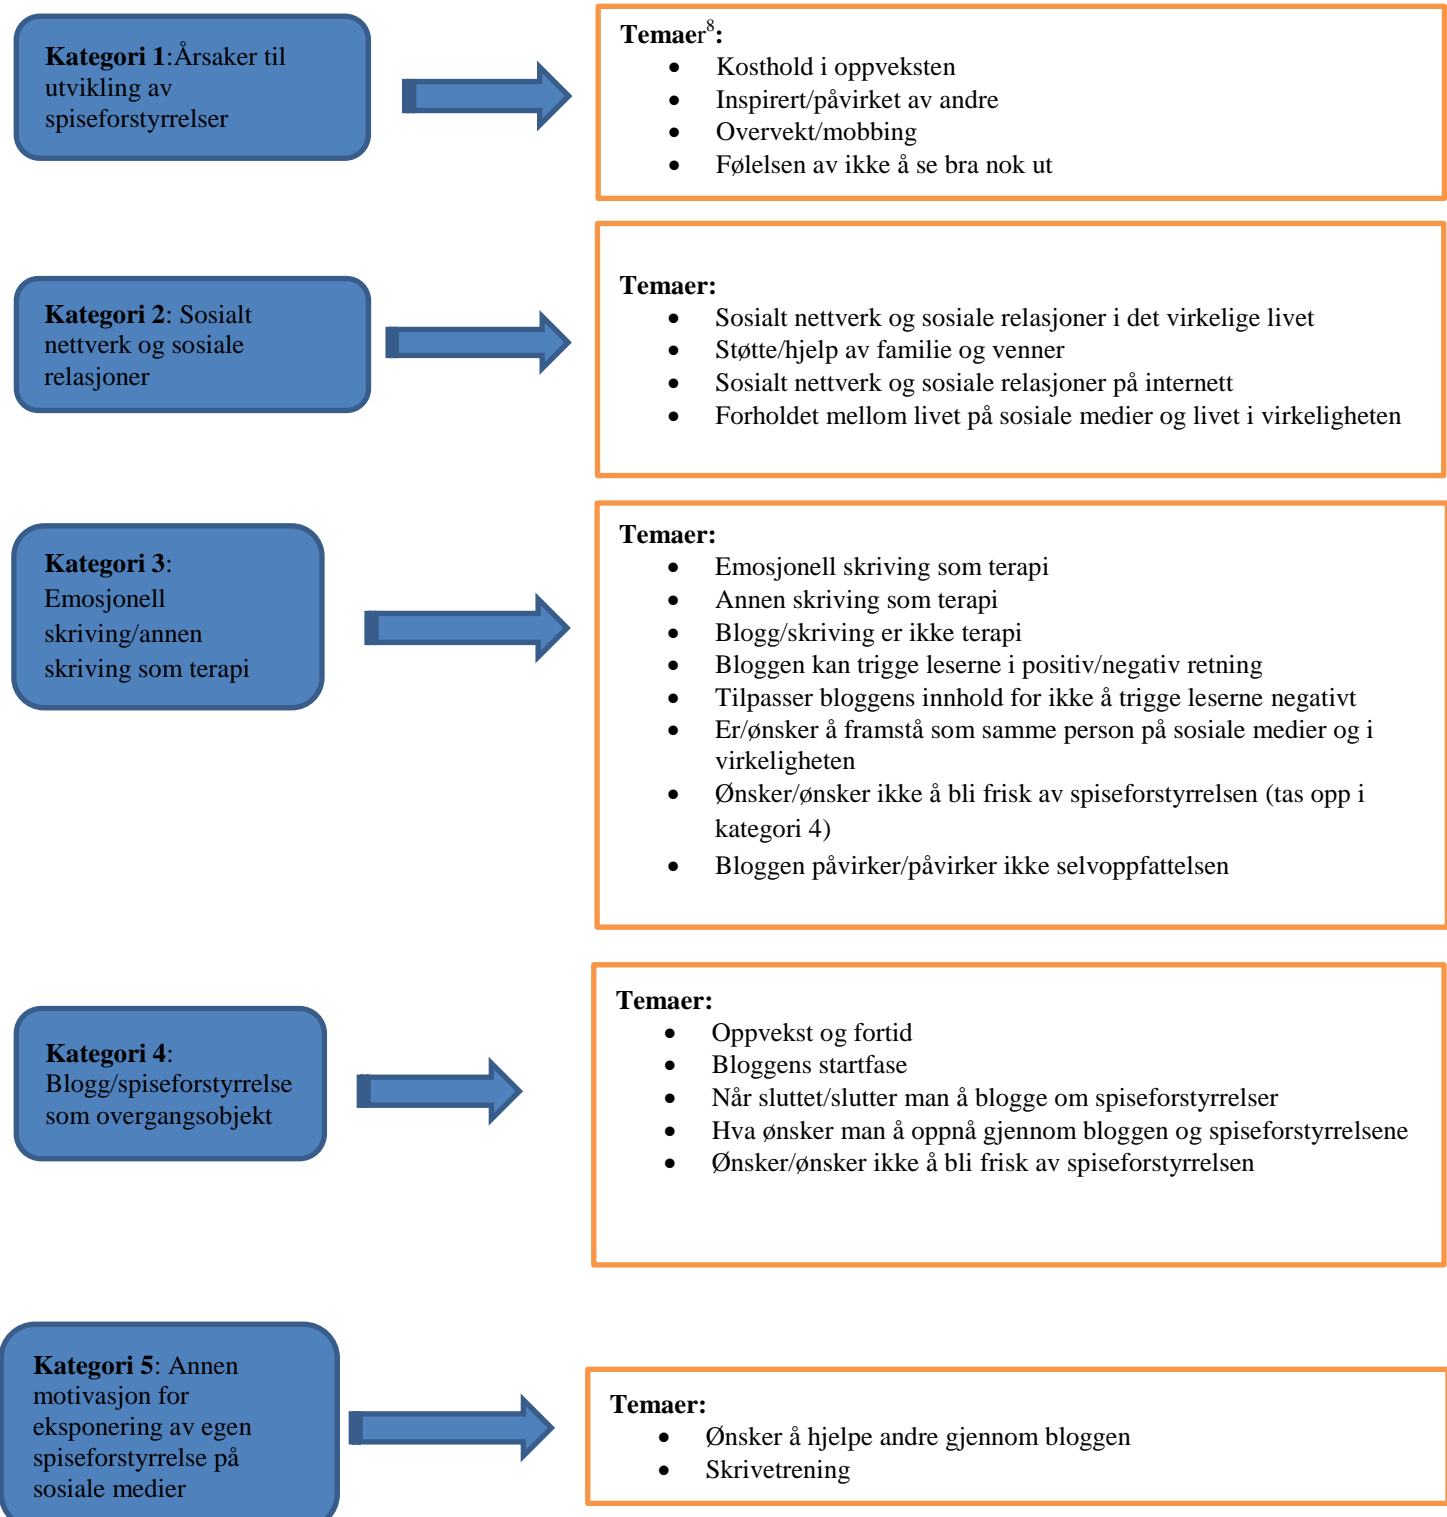 Kategori 1:Årsaker til
utvikling av
spiseforstyrrelser
Temaer8:
• Kosthold i oppveksten
• Inspirert/påvirket av andre
• Overvekt/mobbing
• Følelsen av ikke å se bra nok ut
Kategori 2: Sosialt
nettverk og sosiale
relasjoner
Temaer:
• Sosialt nettverk og sosiale relasjoner i det virkelige livet
• Støtte/hjelp av familie og venner
• Sosialt nettverk og sosiale relasjoner på internett
• Forholdet mellom livet på sosiale medier og livet i virkeligheten
Kategori 3:
Emosjonell
skriving/annen
skriving som terapi
Temaer:
• Emosjonell skriving som terapi
• Annen skriving som terapi
• Blogg/skriving er ikke terapi
• Bloggen kan trigge leserne i positiv/negativ retning
• Tilpasser bloggens innhold for ikke å trigge leserne negativt
• Er/ønsker å framstå som samme person på sosiale medier og i
virkeligheten
• Ønsker/ønsker ikke å bli frisk av spiseforstyrrelsen (tas opp i
kategori 4)
• Bloggen påvirker/påvirker ikke selvoppfattelsen
Kategori 4:
Blogg/spiseforstyrrelse
som overgangsobjekt
Temaer:
• Oppvekst og fortid
• Bloggens startfase
• Når sluttet/slutter man å blogge om spiseforstyrrelser
• Hva ønsker man å oppnå gjennom bloggen og spiseforstyrrelsene
• Ønsker/ønsker ikke å bli frisk av spiseforstyrrelsen
Kategori 5: Annen
motivasjon for
eksponering av egen
spiseforstyrrelse på
sosiale medier
Temaer:
• Ønsker å hjelpe andre gjennom bloggen
• Skrivetrening